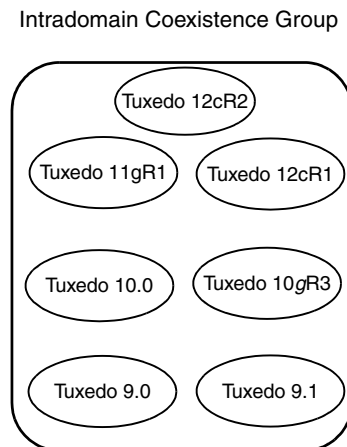 Intradomain Coexistence Group
Tuxedo 12cR2
Tuxedo 11gR1
Tuxedo 12cR1
Tuxedo 10.0
Tuxedo 10gR3
Tuxedo 9.0
Tuxedo 9.1